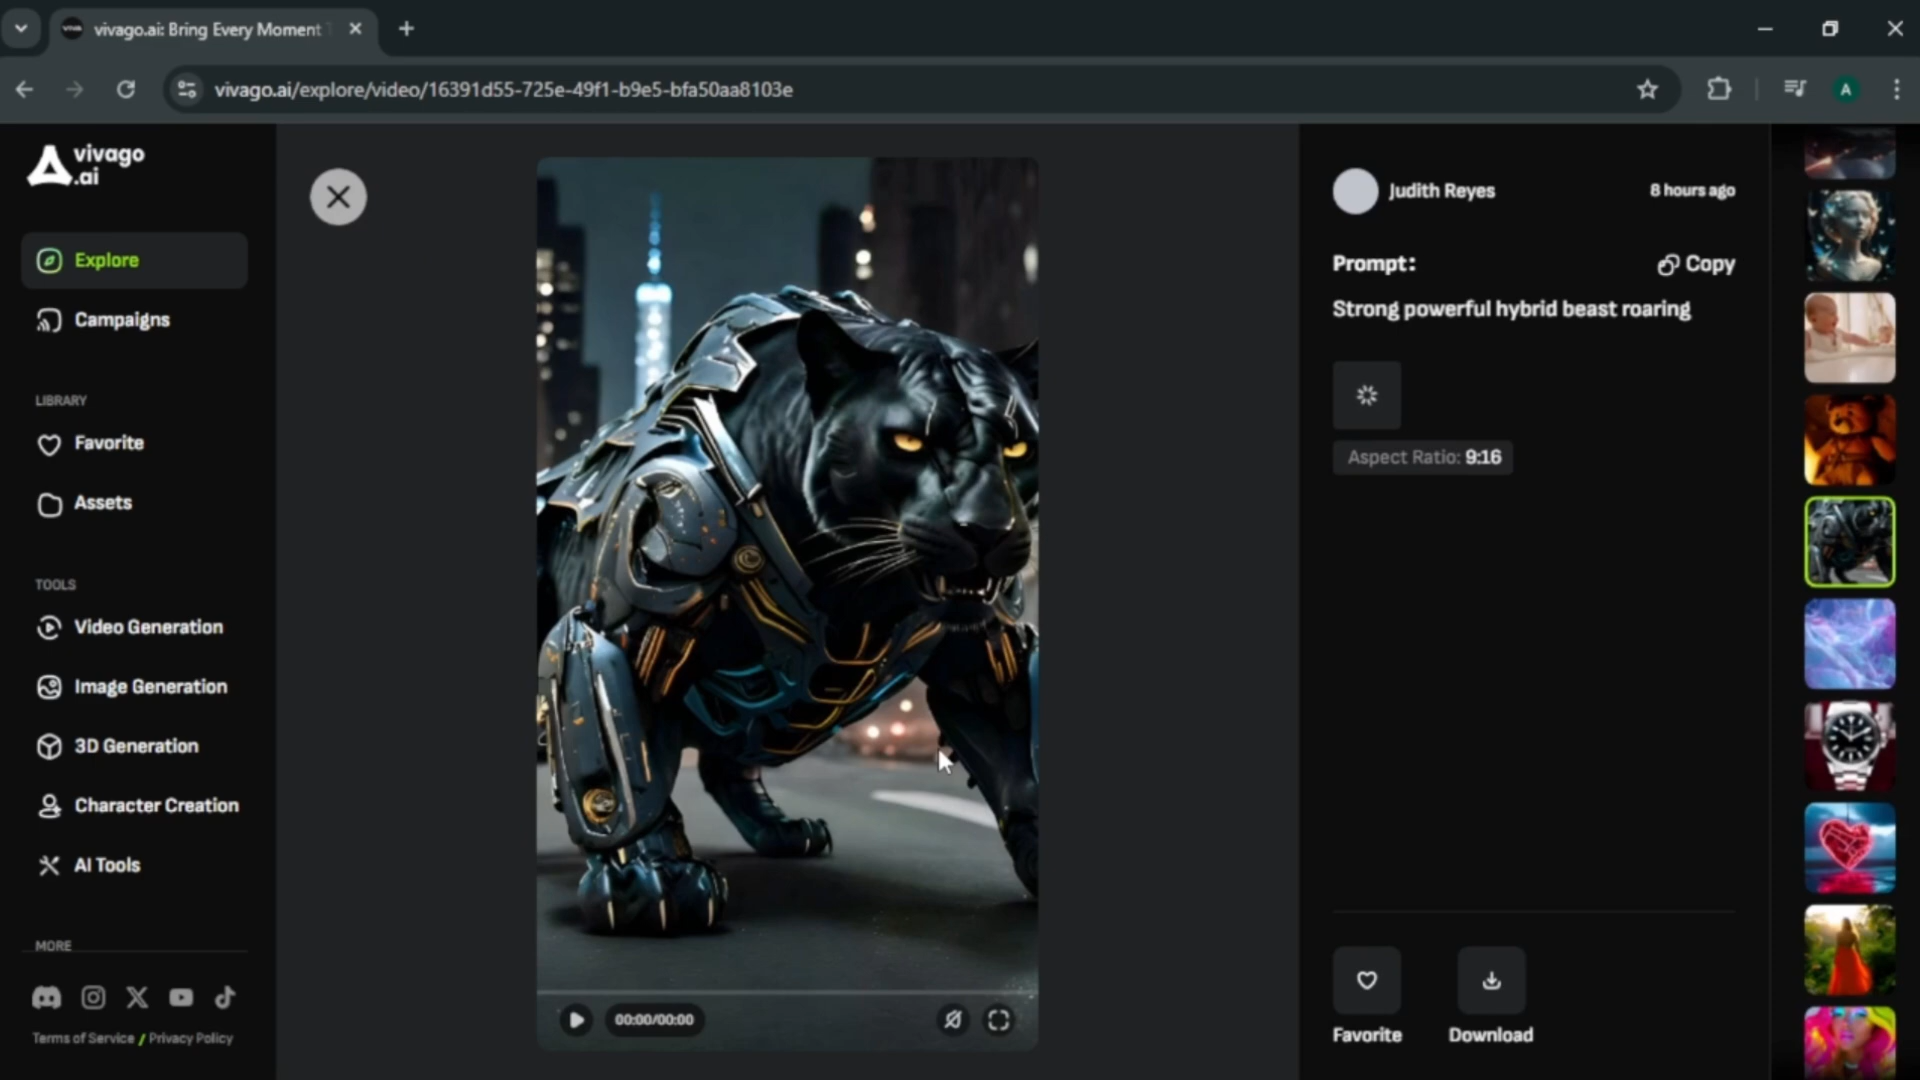 vivago.ai: Bring Every Moment
vivago.ai/explore/video/16391d55-725e-49f1-b9e5-bfa50aa8103e
A
vivago
.ai
Explore
Campaigns
LIBRARY
Favorite
Assets
TOOLS
Video Generation
Image Generation
3D Generation
Character Creation
AI Tools
MORE
Terms of Service / Privacy Policy
00:00/00:00
Judith Reyes
8 hours ago
Prompt:
Copy
Strong powerful hybrid beast roaring
Aspect Ratio: 9:16
Favorite
Download